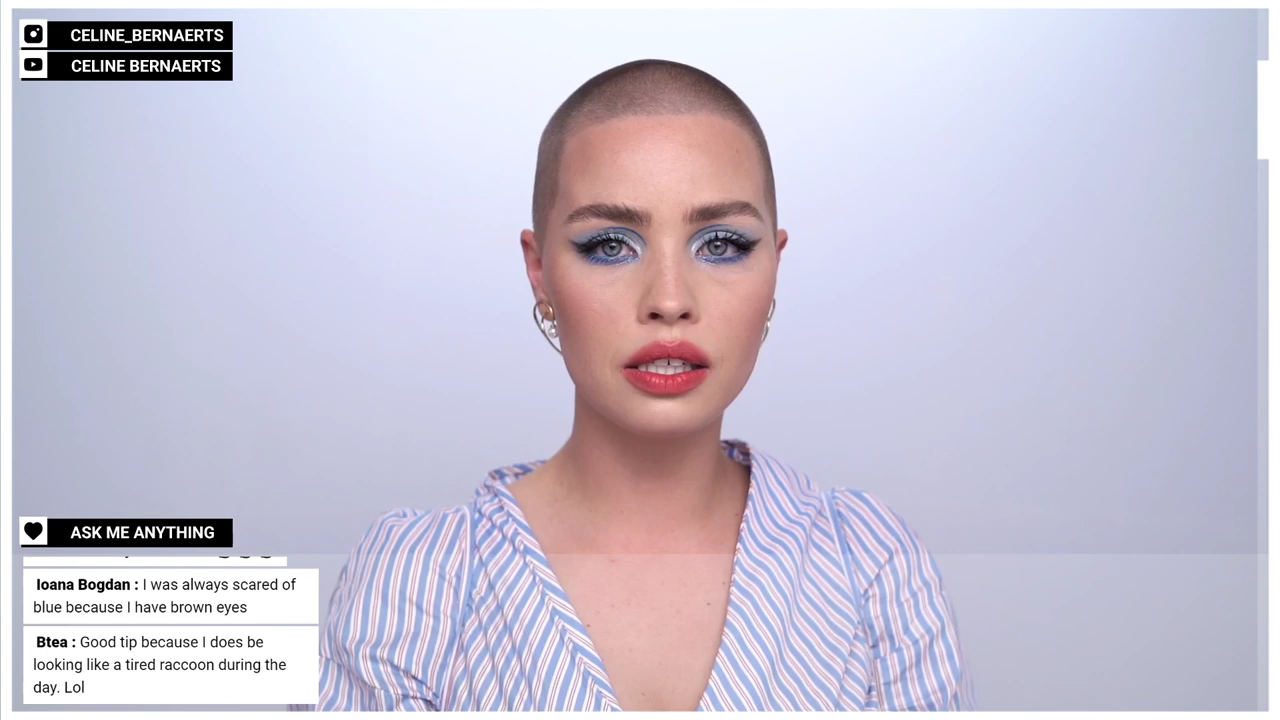 CELINE_BERNAERTS
CELINE BERNAERTS
ASK ME ANYTHING
Ioana Bogdan : I was always scared of
blue because I have brown eyes
Btea : Good tip because I does be
looking like a tired raccoon during the
day. Lol